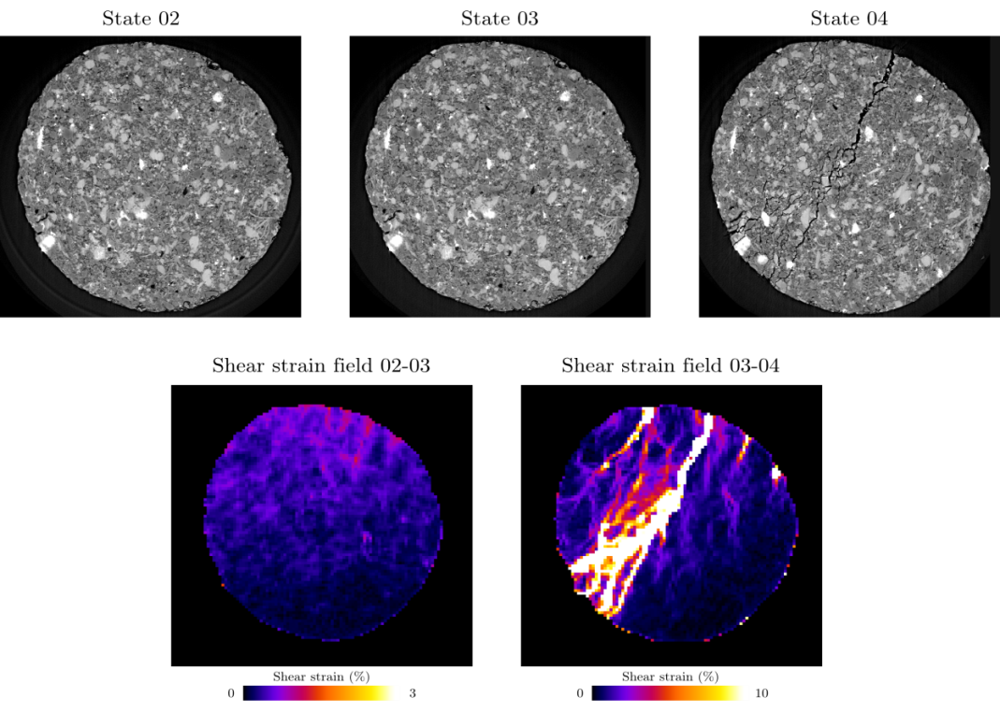 State 02
State 03
State 04
Shear strain field 02-03
Shear strain field 03-04
Shear strain (%)
0 3
Shear strain (%)
0 10